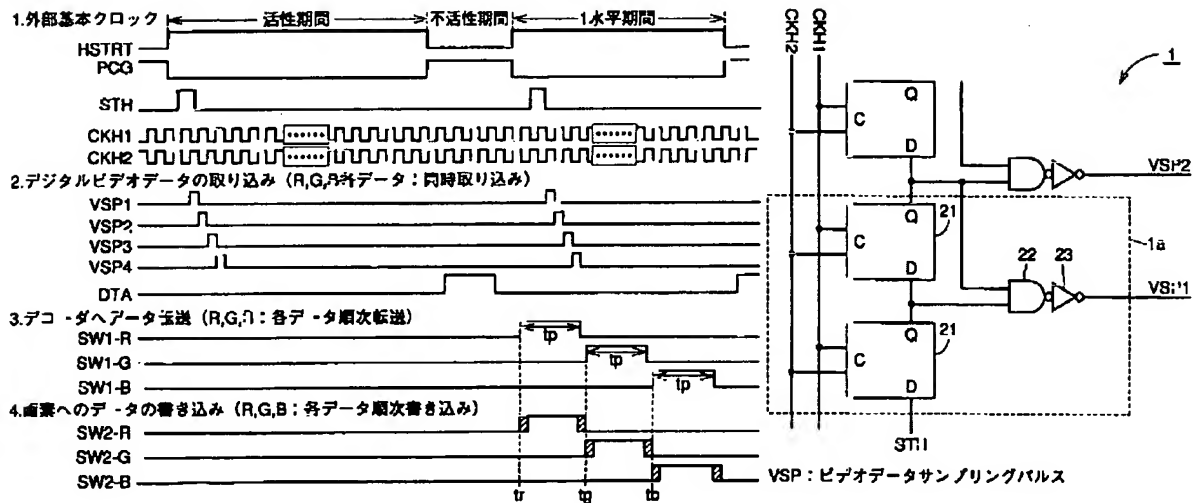 1.外部基本クロック
活性期間
不活性期間
1水平期間
HSTRT
PCG
STH
CKH1
CKH2
2.デジタルビデオデータの取り込み (R,G,B各データ:同時取り込み)
VSP1
VSP2
VSP3
VSP4
DTA
3.デコーダへデータ転送 (R,G,B:各データ順次転送)
SW1-R
tp
SW1-G
tp
SW1-B
tp
4.画素へのデータの書き込み (R,G,B:各データ順次書き込み)
SW2-R
SW2-G
SW2-B
tr
tg
tb
CKH2
CKH1
1
Q
C
D
VSP2
Q
21
C
D
1a
22
23
VSP1
Q
21
C
D
STH
VSP:ビデオデータサンプリングパルス